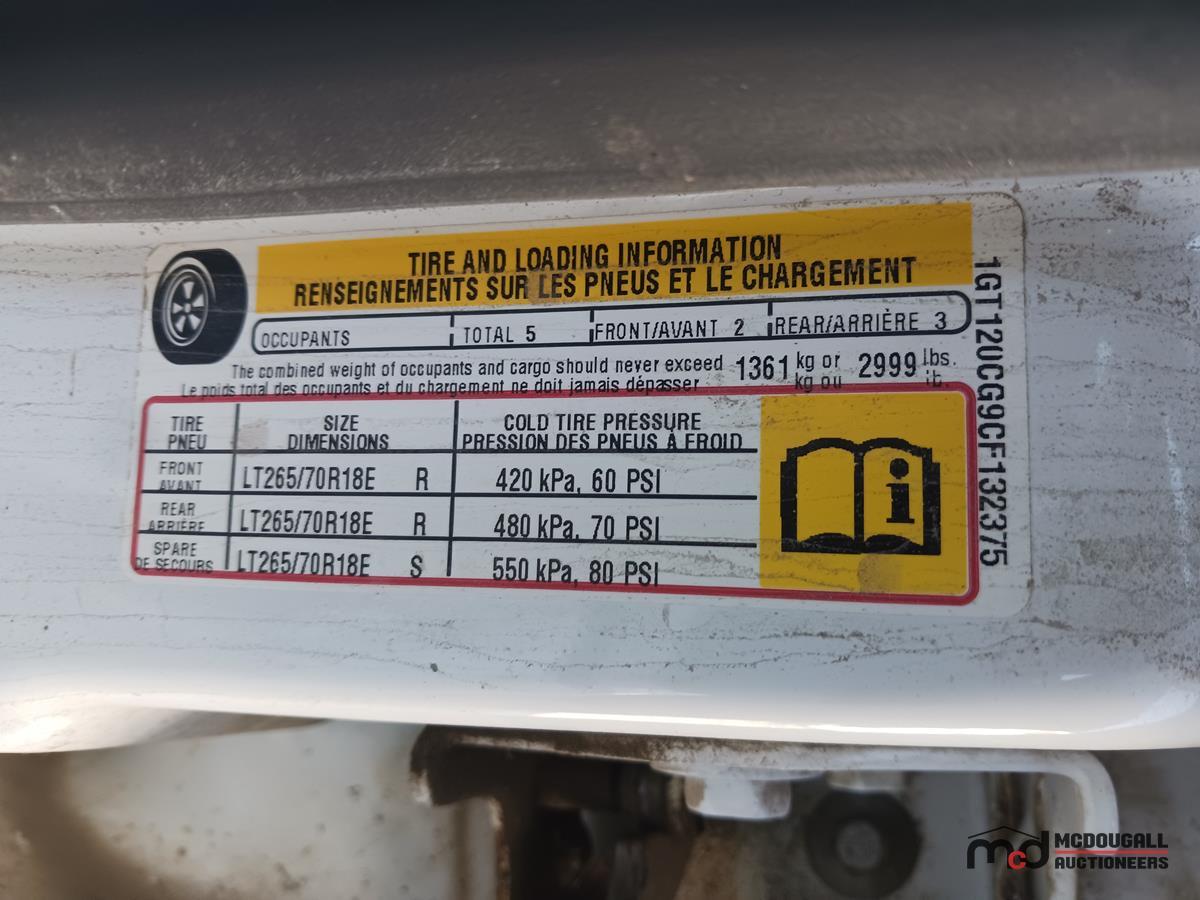 TIRE AND LOADING INFORMATION
RENSEIGNEMENTS SUR LES PNEUS ET LE CHARGEMENT
OCCUPANTS TOTAL 5 FRONT/AVANT 2 REAR/ARRIÈRE 3
The combined weight of occupants and cargo should never exceed 1361 kg or 2999 lbs.
Le poids total des occupants et du chargement ne doit jamais dépasser kg ou lb.
TIRE SIZE COLD TIRE PRESSURE
PNEU DIMENSIONS PRESSION DES PNEUS À FROID
FRONT
AVANT LT265/70R18E R 420 kPa, 60 PSI
REAR
ARRIÈRE LT265/70R18E R 480 kPa, 70 PSI
SPARE
DE SECOURS LT265/70R18E S 550 kPa, 80 PSI
i
1GT12UCG9CF132375
mcd MCDOUGALL
AUCTIONEERS